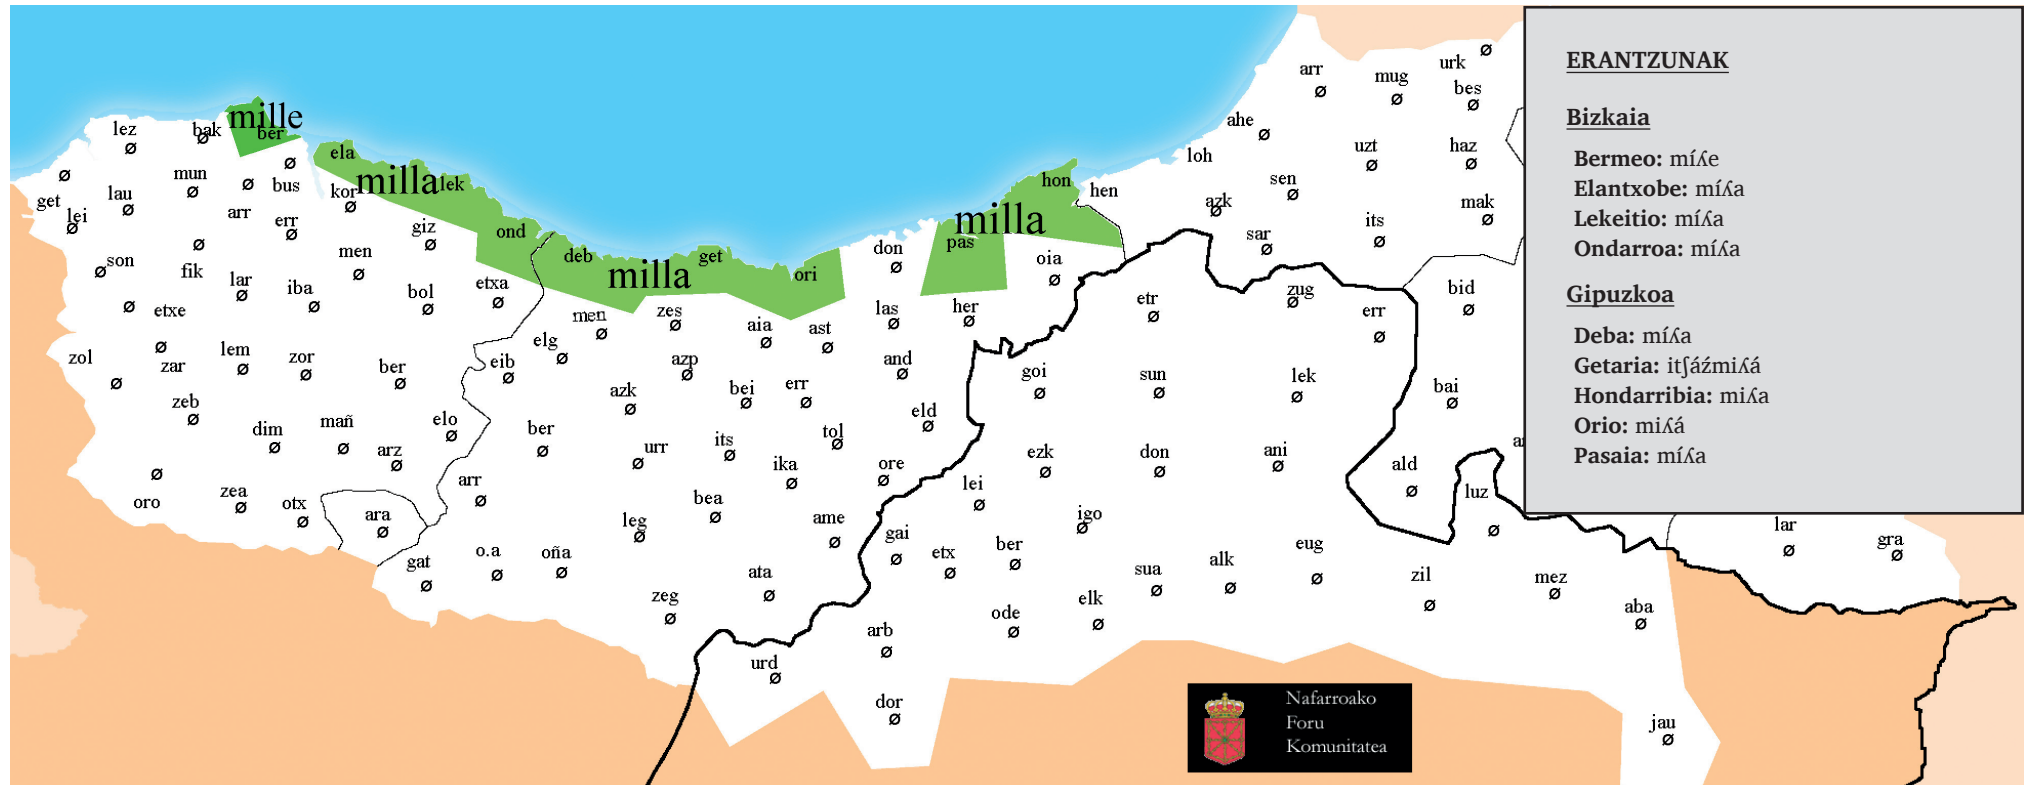 ERANTZUNAK
Bizkaia
Bermeo: míʎe
Elantxobe: míʎa
Lekeitio: míʎa
Ondarroa: míʎa
Gipuzkoa
Deba: míʎa
Getaria: itʃáźmiʎá
Hondarribia: miʎa
Orio: miʎá
Pasaia: míʎa
mille
milla
milla
milla
urk
arr
mug
bes
lez
bak
ber
ahe
ela
loh
uzt
haz
mun
bus
kor
lek
hon
hen
sen
get
lau
lei
arr
err
giz
ond
azk
mak
its
pas
don
sar
son
fik
men
deb
get
ori
oia
lar
iba
bol
etxa
etxe
men
zes
aia
ast
las
her
etr
zug
err
bid
zol
zar
lem
zor
ber
elg
eib
azp
and
goi
sun
lek
bai
zeb
azk
bei
err
eld
dim
mañ
elo
arz
ber
urr
its
tol
ika
ore
ezk
don
ani
ald
oro
zea
otx
ara
arr
bea
leg
ame
lei
igo
luz
gai
etx
ber
lar
gra
gat
o.a
oña
ata
zeg
sua
alk
eug
zil
mez
aba
ode
elk
arb
urd
dor
jau
Nafarroako
Foru
Komunitatea